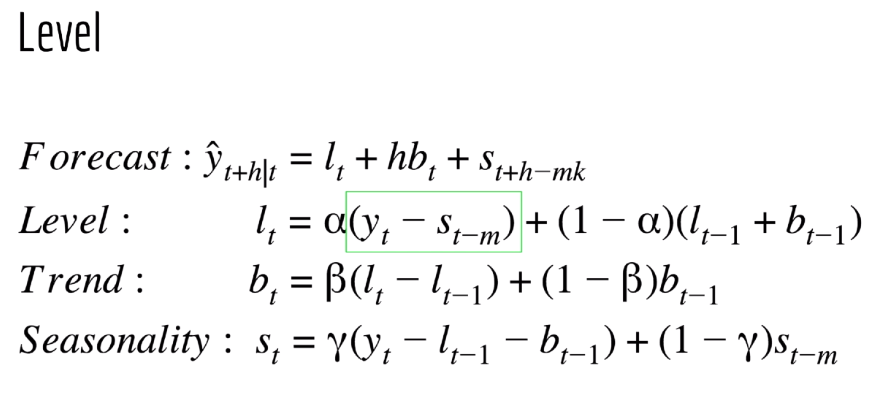 Level
Forecast : ŷ_{t+h|t} = l_t + hb_t + s_{t+h−mk}
Level : l_t = α(y_t − s_{t−m}) + (1 − α)(l_{t−1} + b_{t−1})
Trend : b_t = β(l_t − l_{t−1}) + (1 − β)b_{t−1}
Seasonality : s_t = γ(y_t − l_{t−1} − b_{t−1}) + (1 − γ)s_{t−m}